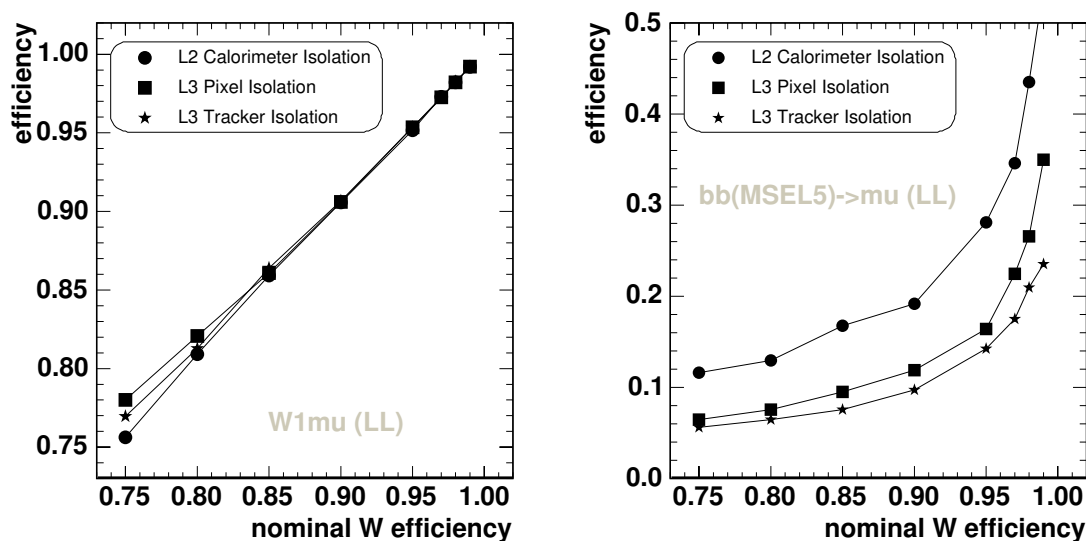 efficiency
1.00
0.95
0.90
0.85
0.80
0.75
L2 Calorimeter Isolation
L3 Pixel Isolation
L3 Tracker Isolation
W1mu (LL)
0.75 0.80 0.85 0.90 0.95 1.00
nominal W efficiency
efficiency
0.5
0.4
0.3
0.2
0.1
0.0
L2 Calorimeter Isolation
L3 Pixel Isolation
L3 Tracker Isolation
bb(MSEL5)->mu (LL)
0.75 0.80 0.85 0.90 0.95 1.00
nominal W efficiency